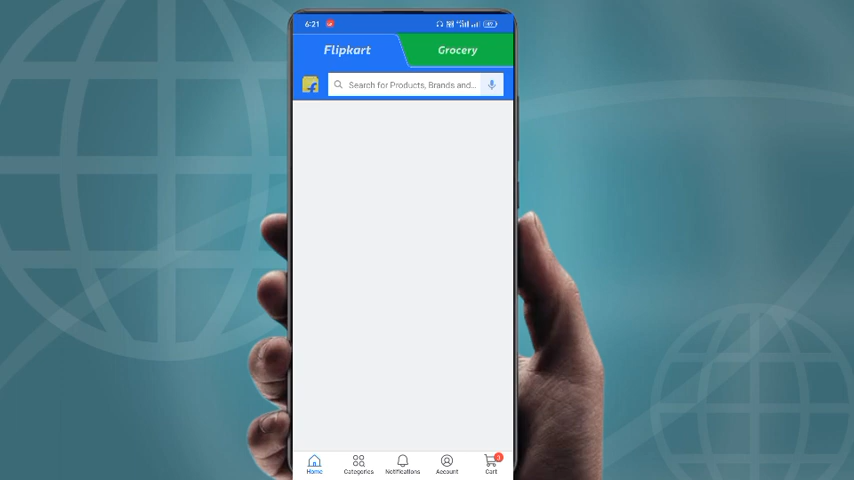 6:21
Flipkart
Grocery
Search for Products, Brands and...
Home
Categories
Notifications
Account
Cart